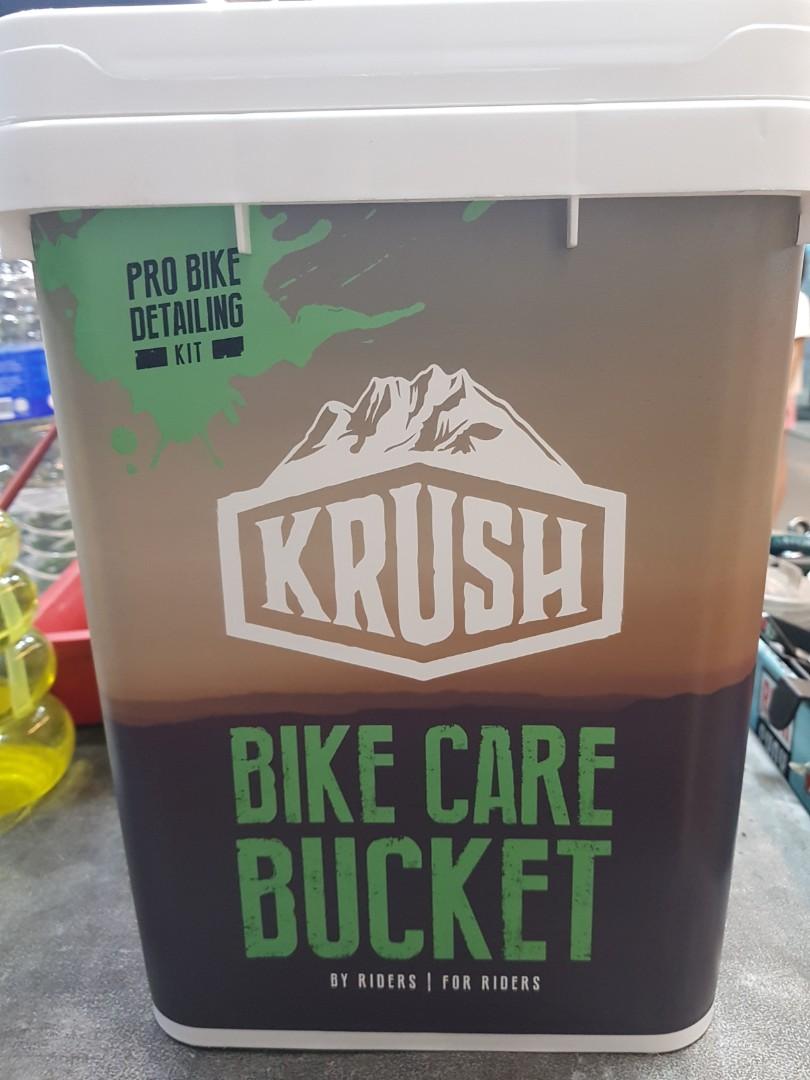 PRO BIKE
DETAILING
KIT
KRUSH
BIKE CARE
BUCKET
BY RIDERS | FOR RIDERS